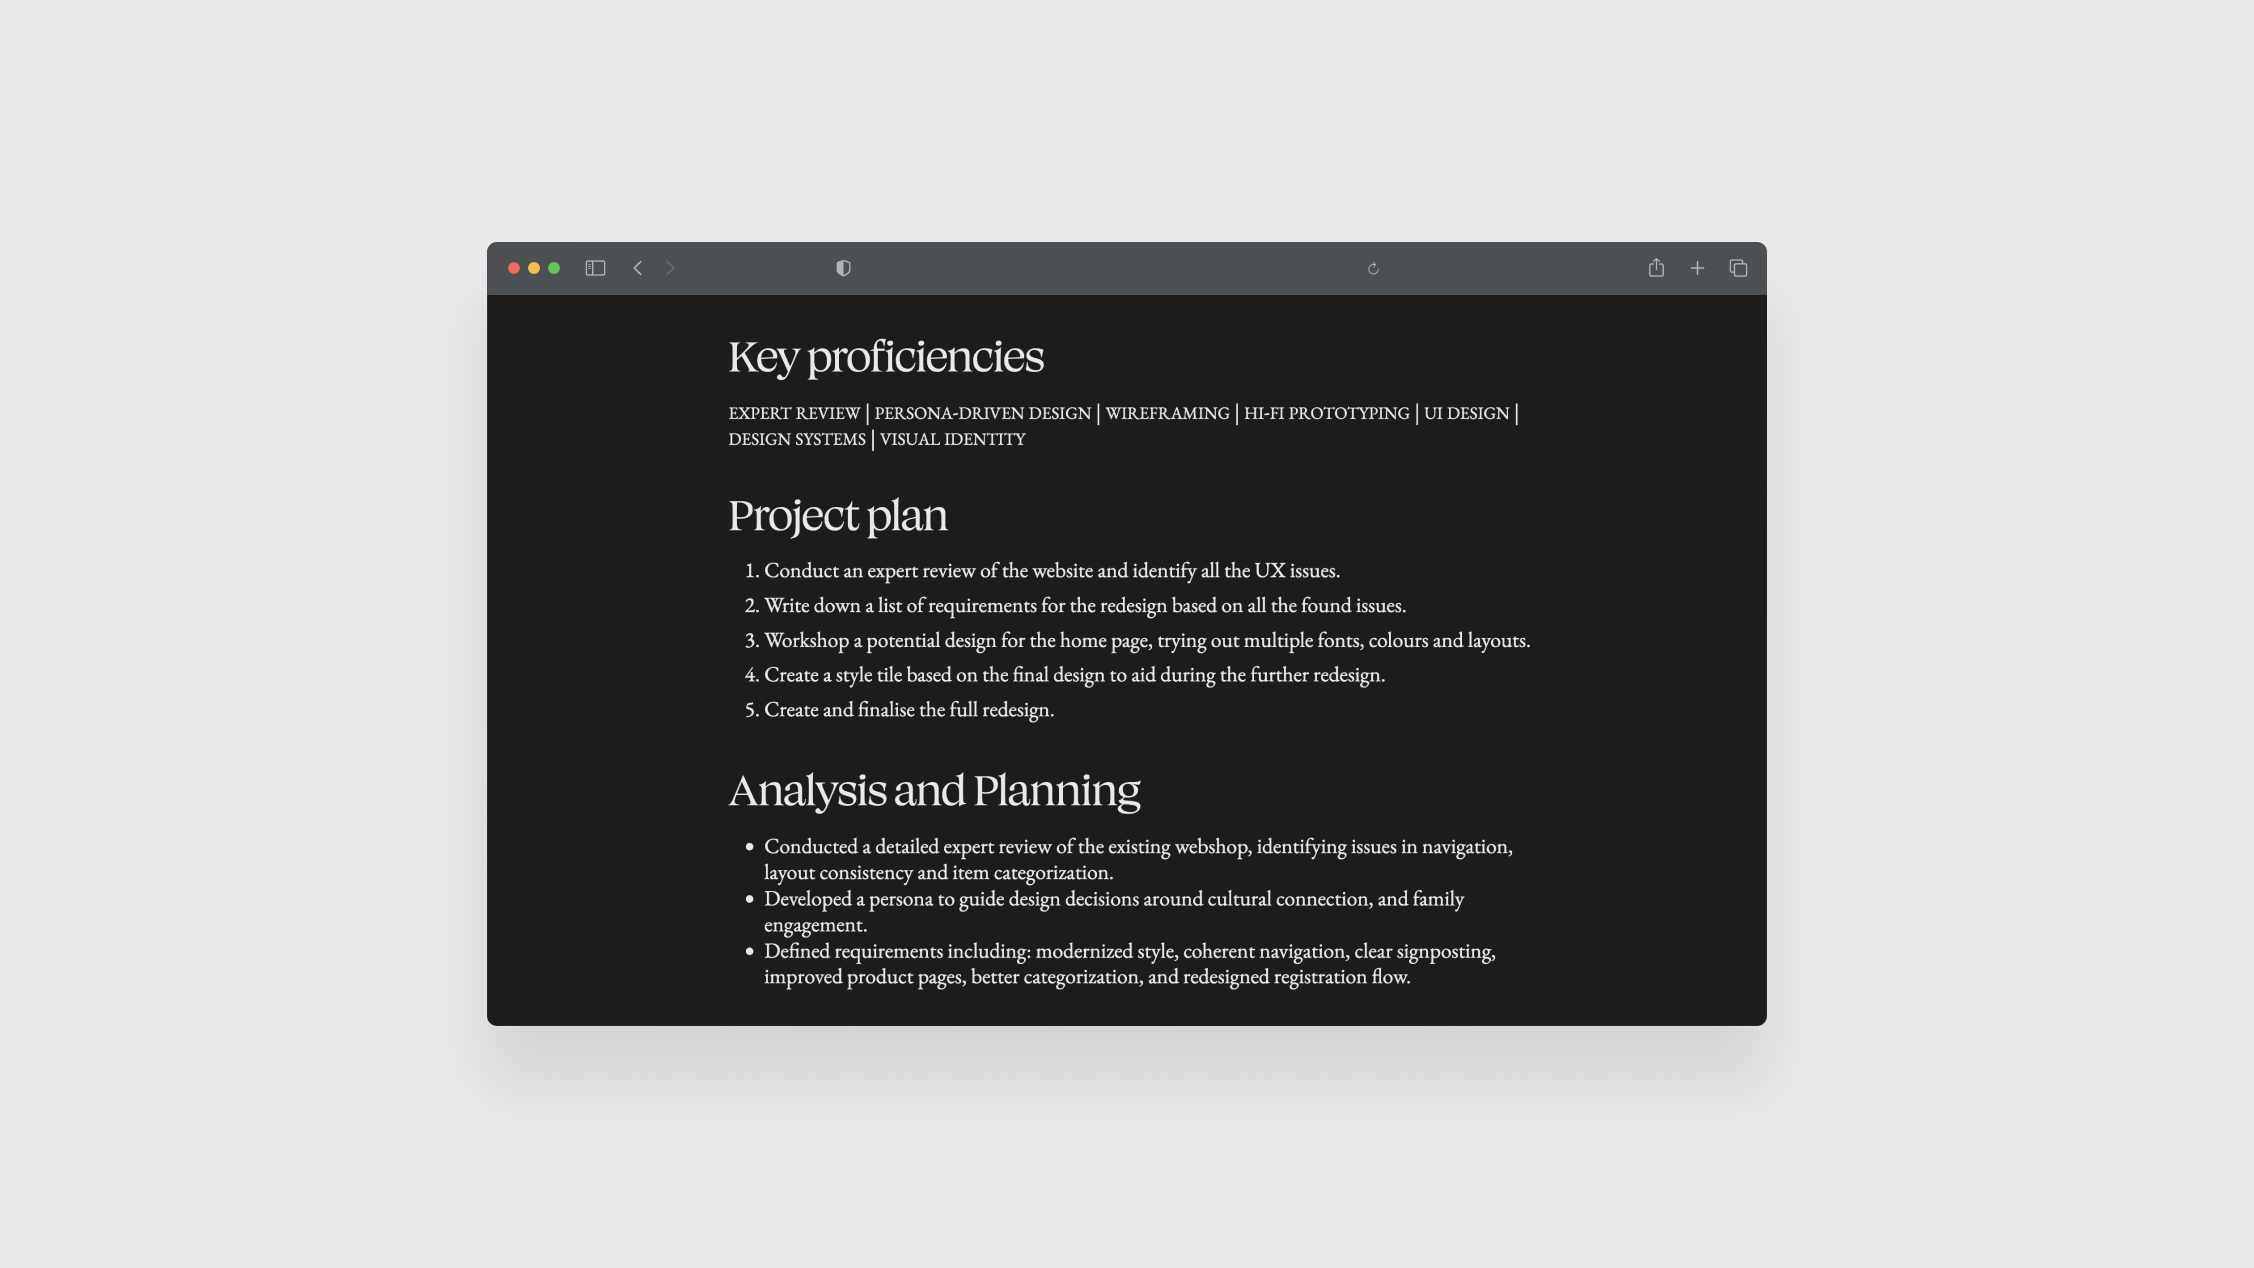 Key proficiencies
EXPERT REVIEW | PERSONA-DRIVEN DESIGN | WIREFRAMING | HI-FI PROTOTYPING | UI DESIGN |
DESIGN SYSTEMS | VISUAL IDENTITY
Project plan
1. Conduct an expert review of the website and identify all the UX issues.
2. Write down a list of requirements for the redesign based on all the found issues.
3. Workshop a potential design for the home page, trying out multiple fonts, colours and layouts.
4. Create a style tile based on the final design to aid during the further redesign.
5. Create and finalise the full redesign.
Analysis and Planning
• Conducted a detailed expert review of the existing webshop, identifying issues in navigation,
layout consistency and item categorization.
• Developed a persona to guide design decisions around cultural connection, and family
engagement.
• Defined requirements including: modernized style, coherent navigation, clear signposting,
improved product pages, better categorization, and redesigned registration flow.